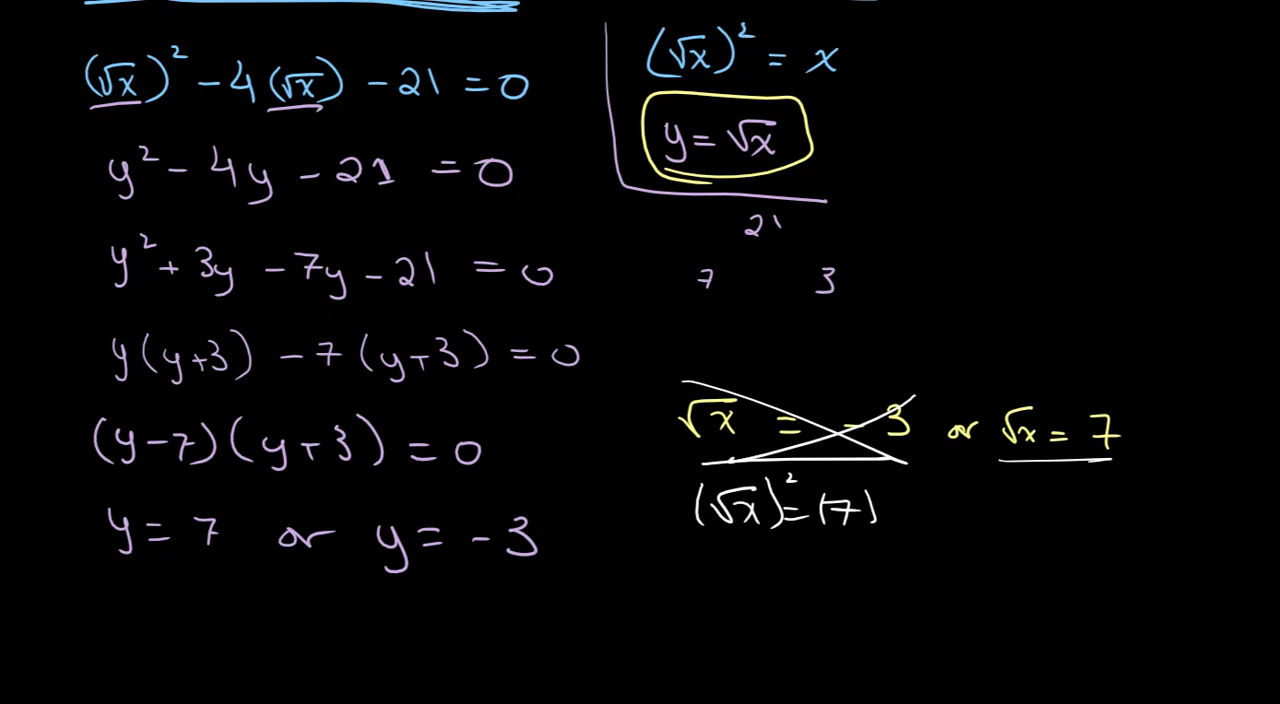 (√x)² - 4(√x) - 21 = 0
y² - 4y - 21 = 0
y² + 3y - 7y - 21 = 0
y(y+3) - 7(y+3) = 0
(y-7)(y+3) = 0
y = 7 or y = -3
(√x)² = x
y = √x
21
7 3
√x = -3 or √x = 7
(√x)² = (7)